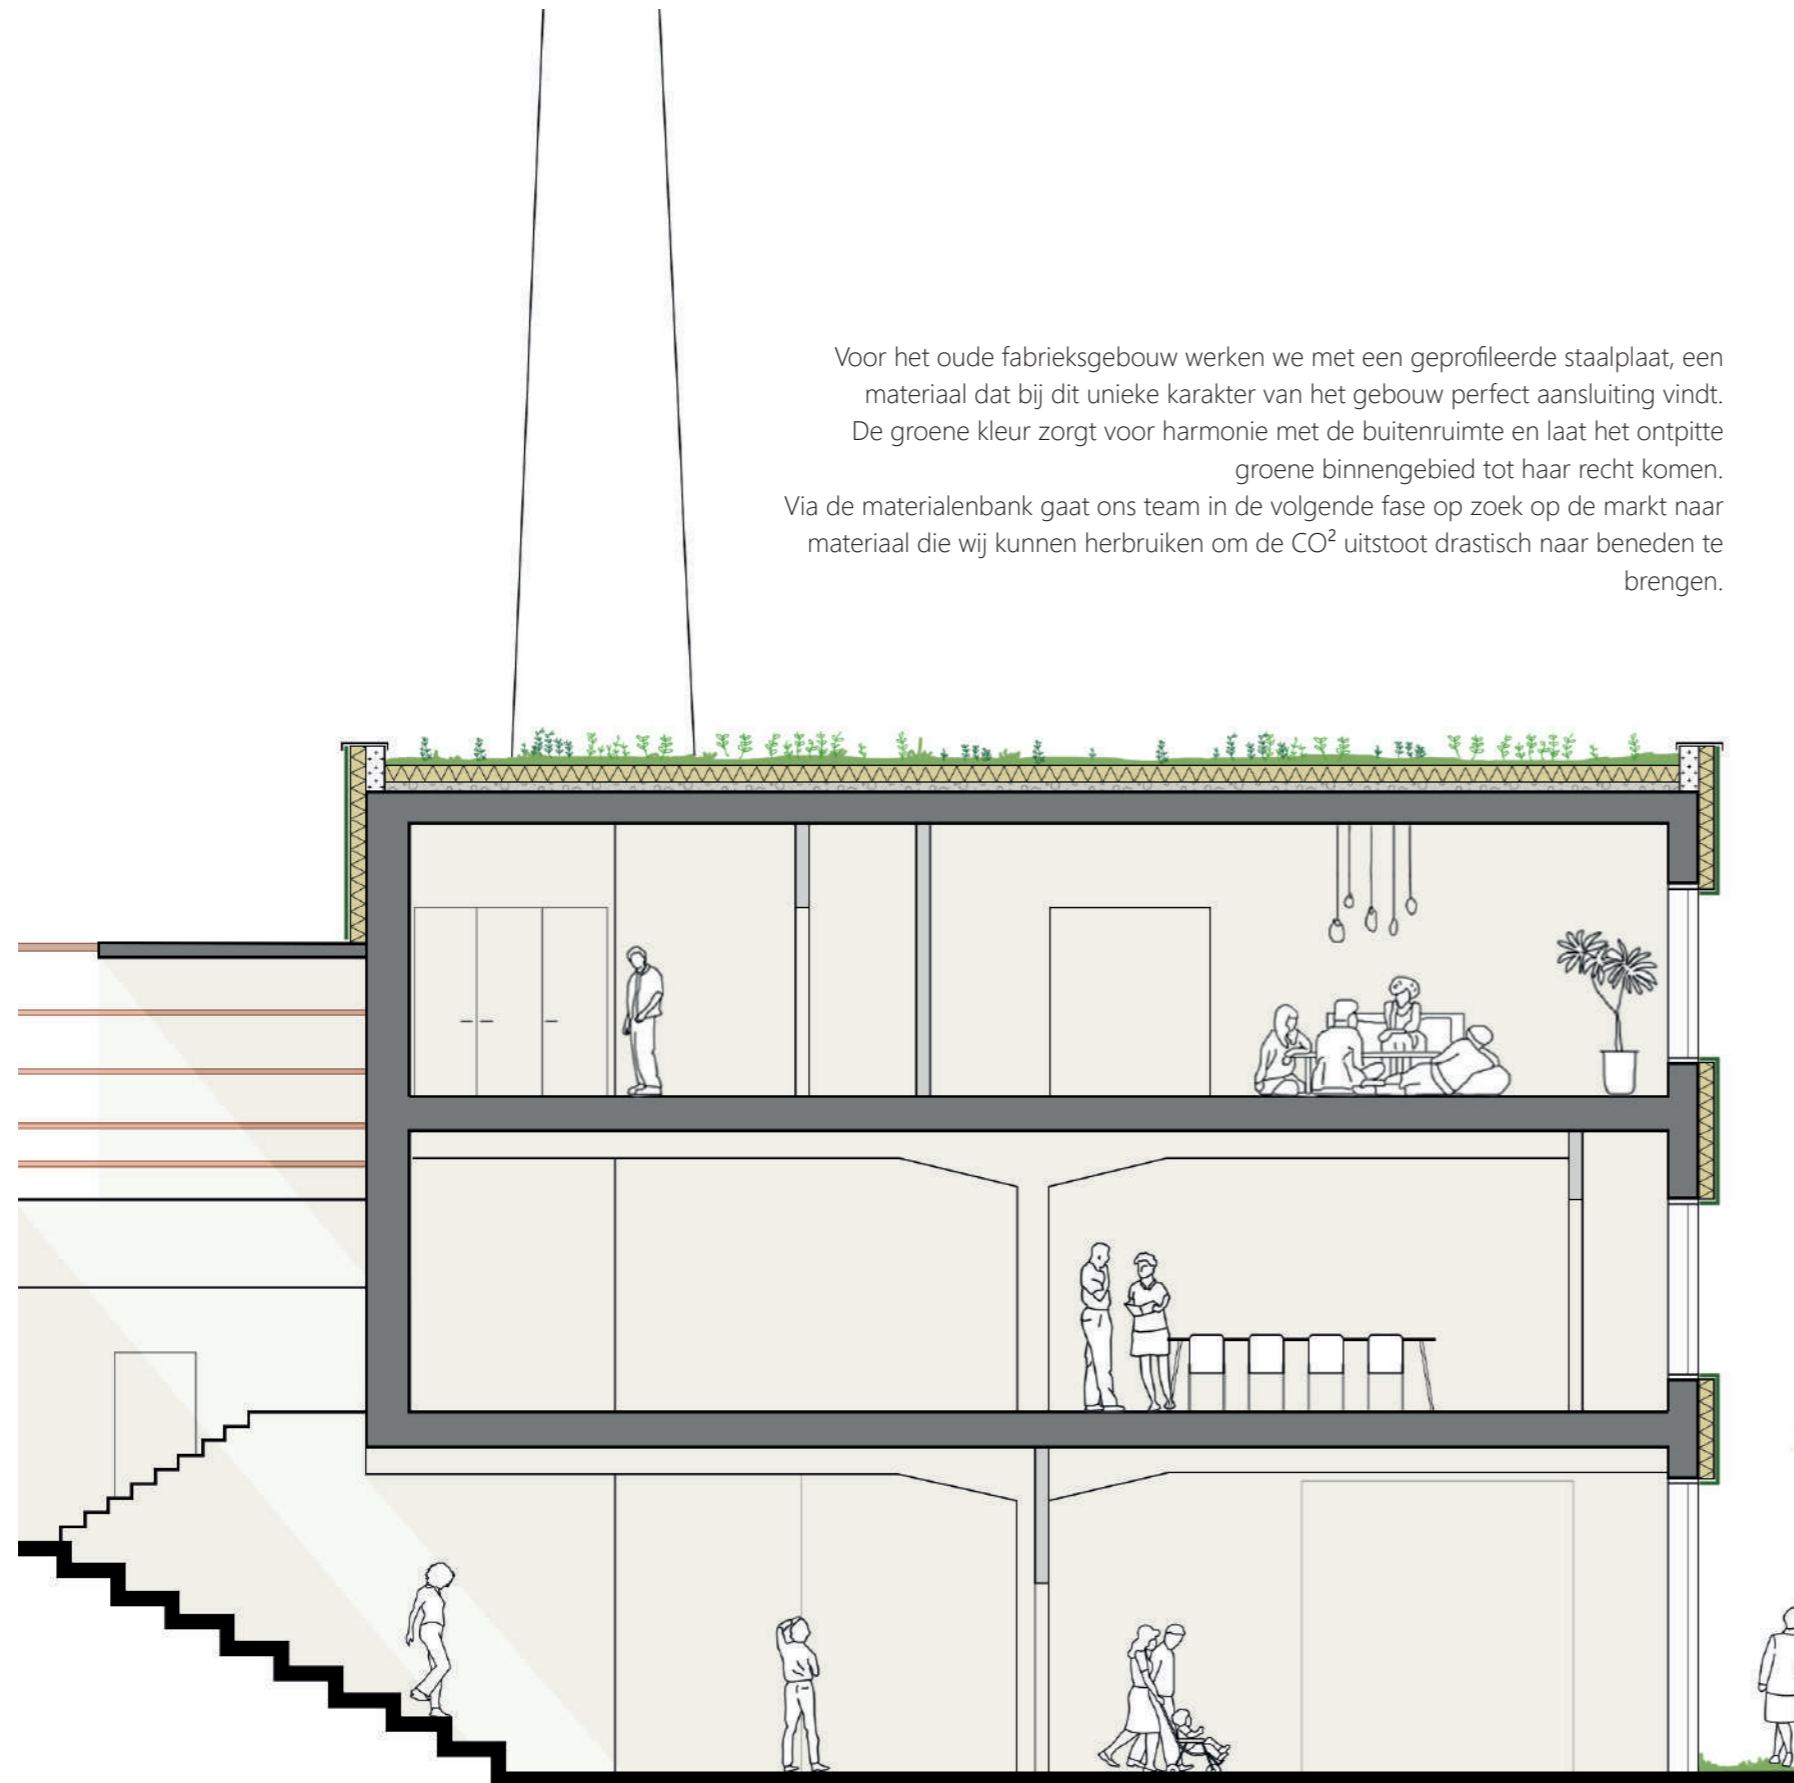 Voor het oude fabrieksgebouw werken we met een geprofileerde staalplaat, een
materiaal dat bij dit unieke karakter van het gebouw perfect aansluiting vindt.
De groene kleur zorgt voor harmonie met de buitenruimte en laat het ontpitte
groene binnengebied tot haar recht komen.
Via de materialenbank gaat ons team in de volgende fase op zoek op de markt naar
materiaal die wij kunnen herbruiken om de CO² uitstoot drastisch naar beneden te
brengen.